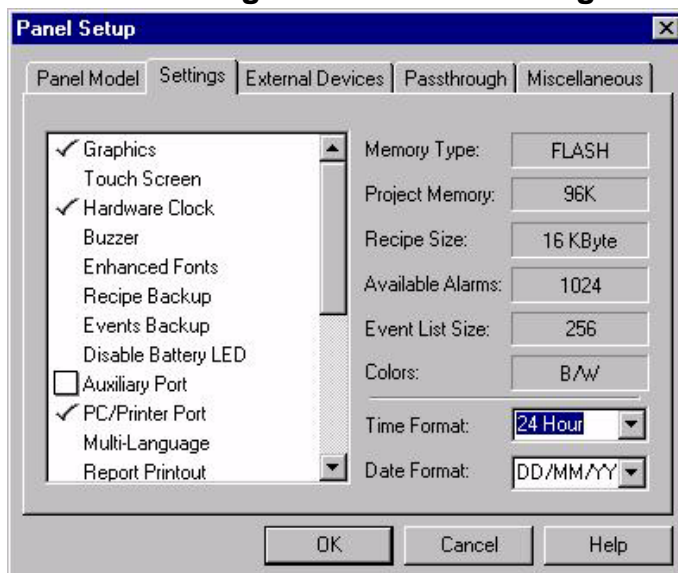 Panel Setup
Panel Model
Settings
External Devices
Passthrough
Miscellaneous
Graphics
Touch Screen
Hardware Clock
Buzzer
Enhanced Fonts
Recipe Backup
Events Backup
Disable Battery LED
Auxiliary Port
PC/Printer Port
Multi-Language
Report Printout
Memory Type: FLASH
Project Memory: 96K
Recipe Size: 16 KByte
Available Alarms: 1024
Event List Size: 256
Colors: B/W
Time Format: 24 Hour
Date Format: DD/MM/YY
OK
Cancel
Help